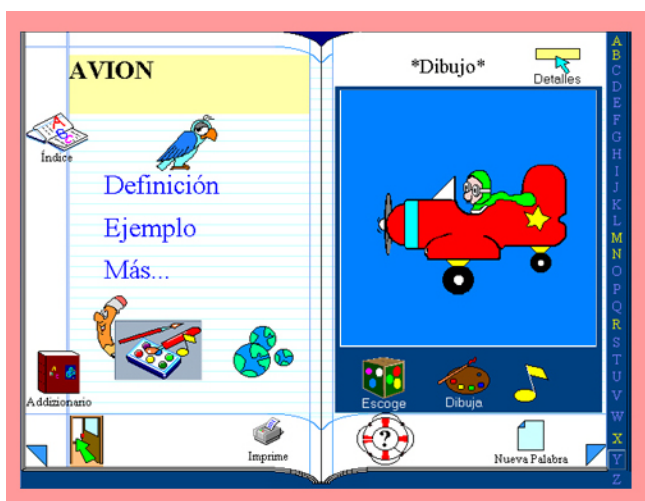 AVION
Índice
Definición
Ejemplo
Más...
Addizionario
Imprime
*Dibujo*
Detalles
Escoge
Dibuja
?
Nueva Palabra
A
B
C
D
E
F
G
H
I
J
K
L
M
N
O
P
Q
R
S
T
U
V
W
X
Y
Z